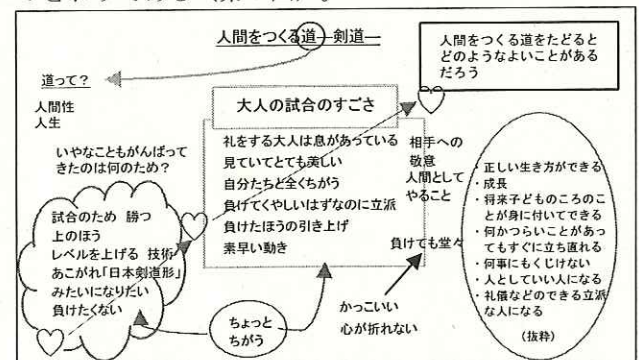 人間をつくる道―剣道―
人間をつくる道をたどると
どのようなよいことがある
だろう
道って？
人間性
人生
大人の試合のすごさ
礼をする大人は息があっている
見ていてとても美しい
自分たちと全くちがう
負けてくやしいはずなのに立派
負けたほうの引き上げ
素早い動き
相手への
敬意
人間として
やること
負けても堂々
いやなこともがんばって
きたのは何のため？
試合のため 勝つ
上のほう
レベルを上げる 技術
あこがれ「日本剣道形」
みたいになりたい
負けたくない
ちょっと
ちがう
かっこいい
心が折れない
・正しい生き方ができる
・成長
・将来子どものころのこ
とが身に付いてできる
・何かつらいことがあっ
てもすぐに立ち直れる
・何事にもくじけない
・人としていい人になる
・礼儀などのできる立派
な人になる
（抜粋）